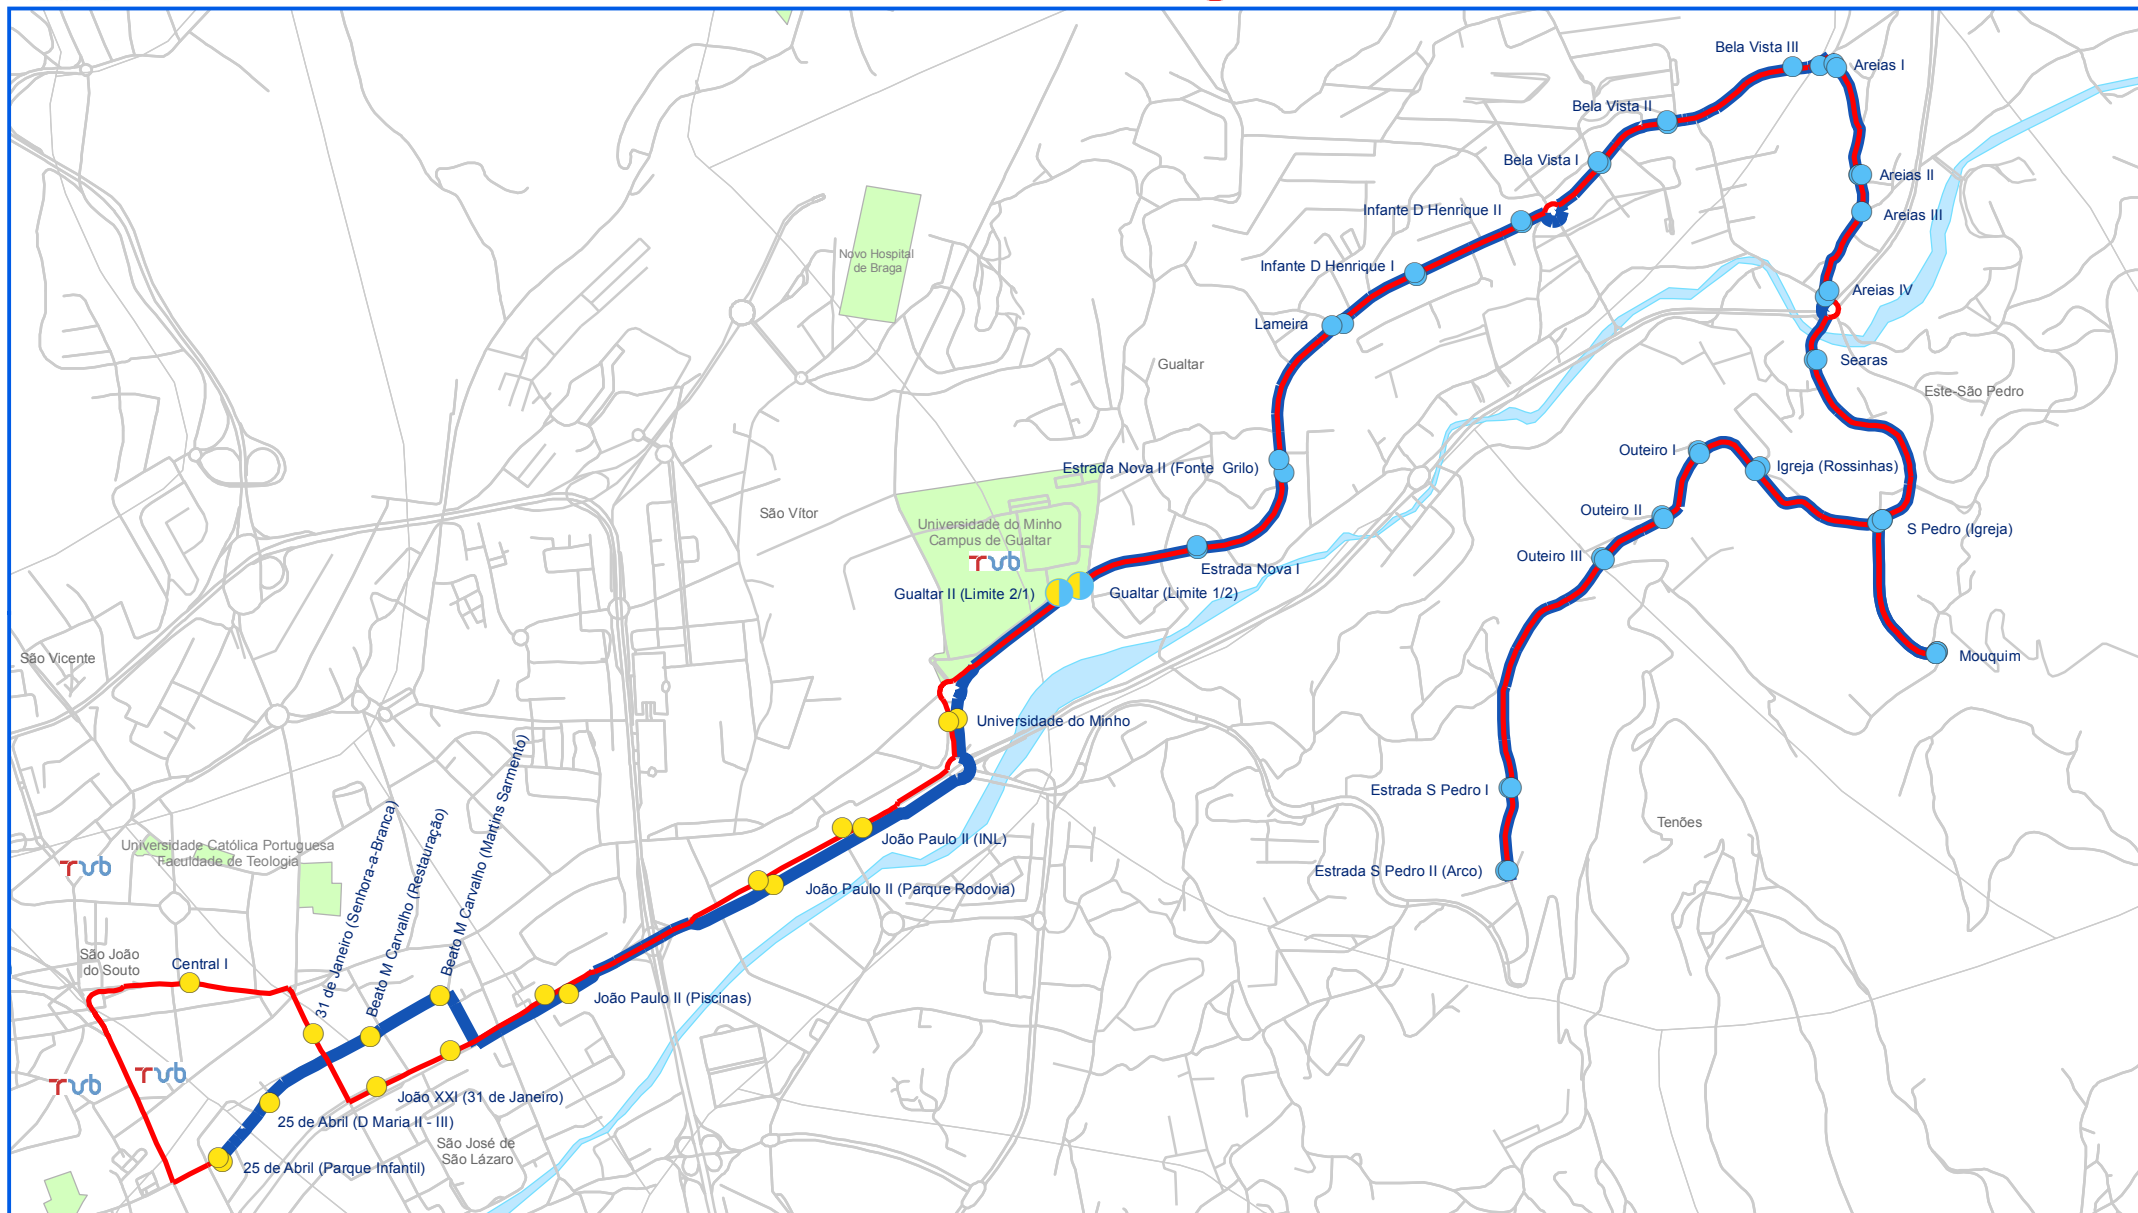 Bela Vista III
Areias I
Bela Vista II
Bela Vista I
Areias II
Infante D Henrique II
Areias III
Novo Hospital
de Braga
Infante D Henrique I
Areias IV
Lameira
Gualtar
Searas
Este-São Pedro
Outeiro I
Estrada Nova II (Fonte Grilo)
Igreja (Rossinhas)
São Vítor
Outeiro II
Universidade do Minho
Campus de Gualtar
S Pedro (Igreja)
Outeiro III
TUB
Estrada Nova I
Gualtar II (Limite 2/1)
Gualtar (Limite 1/2)
São Vicente
Mouquim
Universidade do Minho
Estrada S Pedro I
Tenões
João Paulo II (INL)
Universidade Católica Portuguesa
Faculdade de Teologia
TUB
Estrada S Pedro II (Arco)
João Paulo II (Parque Rodovia)
31 de Janeiro (Senhora-a-Branca)
Beato M Carvalho (Restauração)
Beato M Carvalho (Martins Sarmento)
São João
do Souto
Central I
João Paulo II (Piscinas)
TUB
TUB
João XXI (31 de Janeiro)
25 de Abril (D Maria II - III)
São José de
São Lázaro
25 de Abril (Parque Infantil)